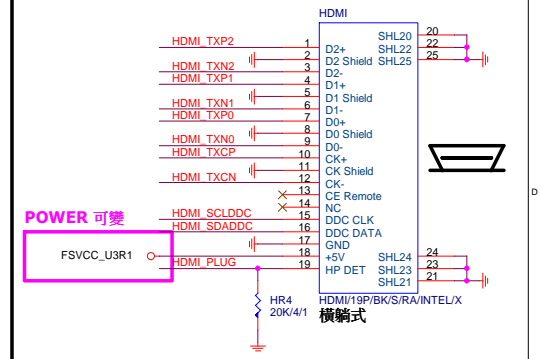 HDMI
HDMI_TXP2 1 D2+ SHL20 20
2 D2 Shield SHL22 22
HDMI_TXN2 3 D2- SHL25 25
HDMI_TXP1 4 D1+
5 D1 Shield
HDMI_TXN1 6 D1-
HDMI_TXP0 7 D0+
8 D0 Shield
HDMI_TXN0 9 D0-
HDMI_TXCP 10 CK+
11 CK Shield
HDMI_TXCN 12 CK-
13 CE Remote
14 NC
HDMI_SCLDDC 15 DDC CLK
HDMI_SDADDC 16 DDC DATA
17 GND
POWER 可變
FSVCC_U3R1 18 +5V SHL24 24
HDMI_PLUG 19 HP DET SHL23 23
SHL21 21
HR4
20K/4/1
HDMI/19P/BK/S/RA/INTEL/X
橫躺式
D